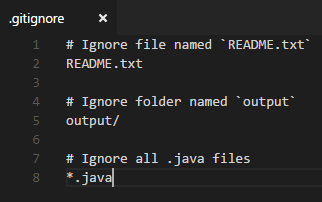 .gitignore ×
1 # Ignore file named `README.txt`
2 README.txt
3
4 # Ignore folder named `output`
5 output/
6
7 # Ignore all .java files
8 *.java